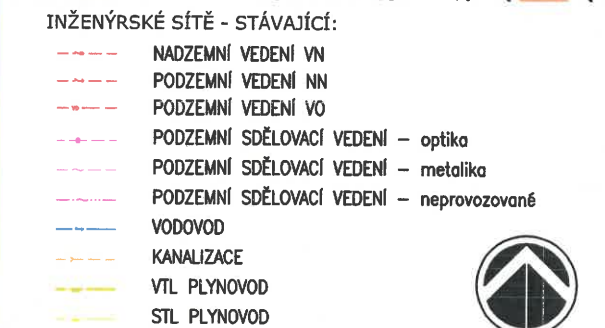 INŽENÝRSKÉ SÍTĚ - STÁVAJÍCÍ:
NADZEMNÍ VEDENÍ VN
PODZEMNÍ VEDENÍ NN
PODZEMNÍ VEDENÍ VO
PODZEMNÍ SDĚLOVACÍ VEDENÍ – optika
PODZEMNÍ SDĚLOVACÍ VEDENÍ – metalika
PODZEMNÍ SDĚLOVACÍ VEDENÍ – neprovozované
VODOVOD
KANALIZACE
VTL PLYNOVOD
STL PLYNOVOD